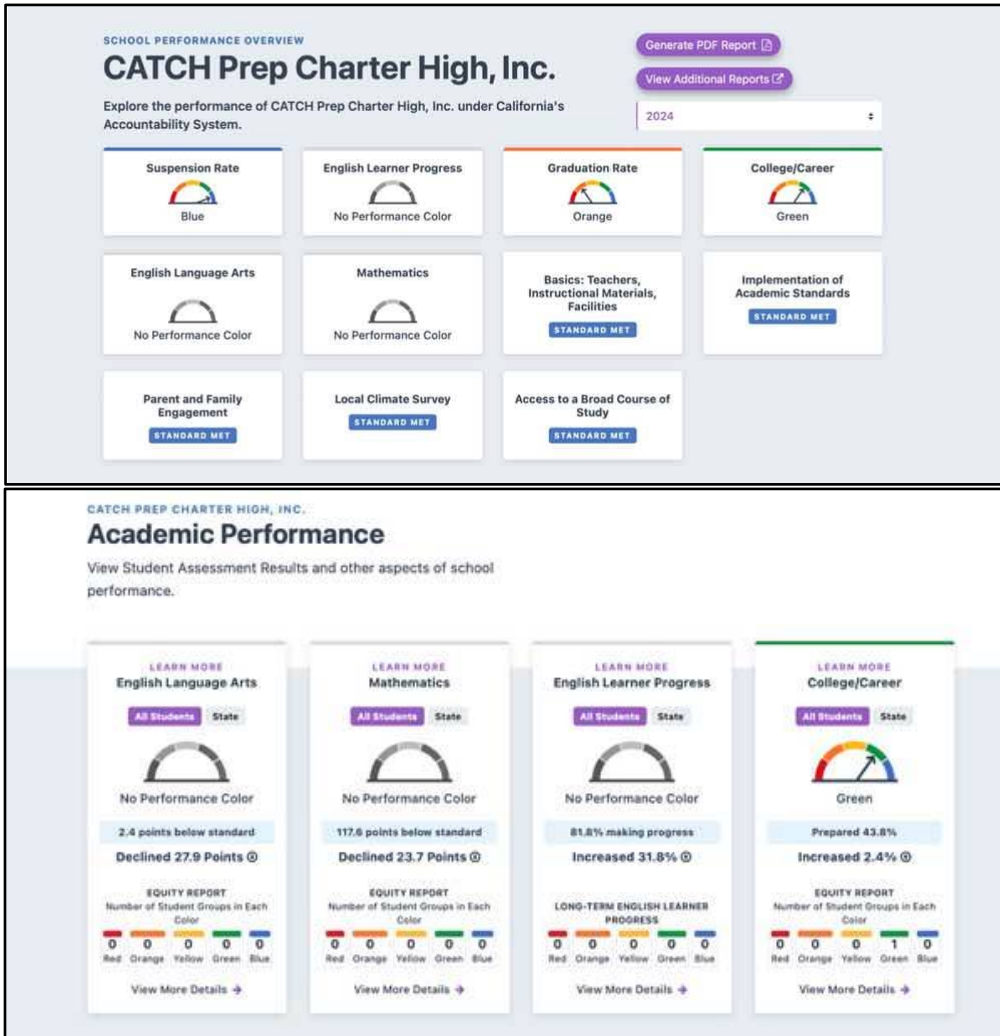 SCHOOL PERFORMANCE OVERVIEW
CATCH Prep Charter High, Inc.
Explore the performance of CATCH Prep Charter High, Inc. under California's
Accountability System.
Generate PDF Report
View Additional Reports
2024
Suspension Rate
Blue
English Learner Progress
No Performance Color
Graduation Rate
Orange
College/Career
Green
English Language Arts
No Performance Color
Mathematics
No Performance Color
Basics: Teachers,
Instructional Materials,
Facilities
STANDARD MET
Implementation of
Academic Standards
STANDARD MET
Parent and Family
Engagement
STANDARD MET
Local Climate Survey
STANDARD MET
Access to a Broad Course of
Study
STANDARD MET
CATCH PREP CHARTER HIGH, INC.
Academic Performance
View Student Assessment Results and other aspects of school
performance.
LEARN MORE
English Language Arts
All Students State
No Performance Color
2.4 points below standard
Declined 27.9 Points
EQUITY REPORT
Number of Student Groups in Each
Color
0 0 0 0 0
Red Orange Yellow Green Blue
View More Details →
LEARN MORE
Mathematics
All Students State
No Performance Color
117.6 points below standard
Declined 23.7 Points
EQUITY REPORT
Number of Student Groups in Each
Color
0 0 0 0 0
Red Orange Yellow Green Blue
View More Details →
LEARN MORE
English Learner Progress
All Students State
No Performance Color
81.8% making progress
Increased 31.8%
LONG-TERM ENGLISH LEARNER
PROGRESS
0 0 0 0 0
Red Orange Yellow Green Blue
View More Details →
LEARN MORE
College/Career
All Students State
Green
Prepared 43.8%
Increased 2.4%
EQUITY REPORT
Number of Student Groups in Each
Color
0 0 0 1 0
Red Orange Yellow Green Blue
View More Details →